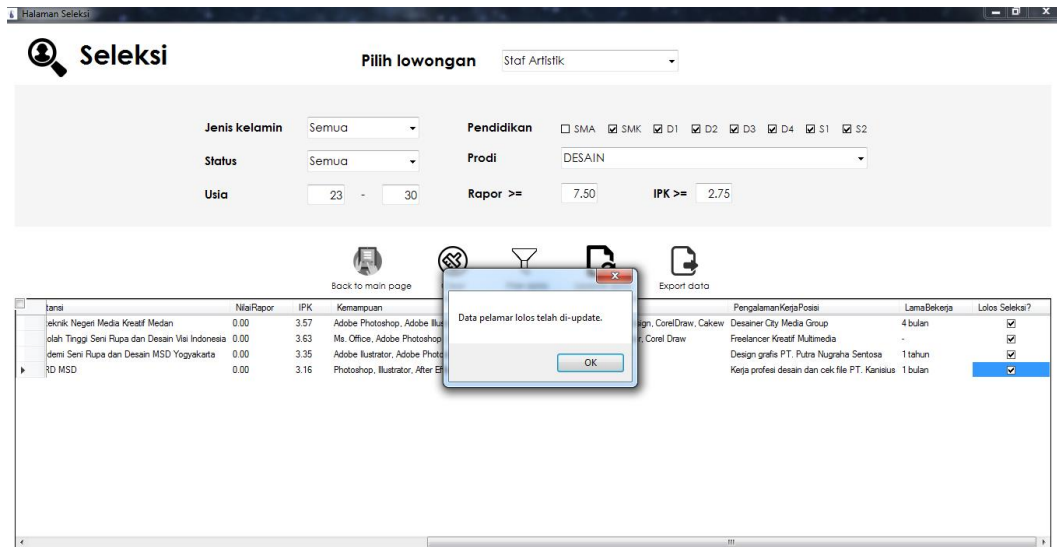 Halaman Seleksi
Seleksi
Pilih lowongan Staf Artistik
Jenis kelamin Semua Pendidikan SMA SMK D1 D2 D3 D4 S1 S2
Status Semua Prodi DESAIN
Usia 23 - 30 Rapor >= 7.50 IPK >= 2.75
Back to main page Export data
tansi NilaiRapor IPK Kemampuan PengalamanKerjaPosisi LamaBekerja Lolos Seleksi?
teknik Negeri Media Kreatif Medan 0.00 3.57 Adobe Photoshop, Adobe Illus sign, CorelDraw, Cakew Desainer City Media Group 4 bulan
olah Tinggi Seni Rupa dan Desain Visi Indonesia 0.00 3.63 Ms. Office, Adobe Photoshop r, Corel Draw Freelancer Kreatif Multimedia -
demi Seni Rupa dan Desain MSD Yogyakarta 0.00 3.35 Adobe Ilustrator, Adobe Photo Design grafis PT. Putra Nugraha Sentosa 1 tahun
RD MSD 0.00 3.16 Photoshop, Illustrator, After Eff Kerja profesi desain dan cek file PT. Kanisius 1 bulan
Data pelamar lolos telah di-update.
OK